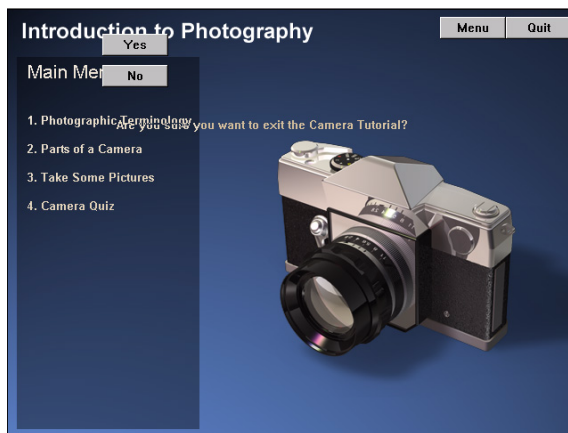 Introduction to Photography
Menu
Quit
Yes
Main Menu
No
1. Photographic Terminology
Are you sure you want to exit the Camera Tutorial?
2. Parts of a Camera
3. Take Some Pictures
4. Camera Quiz